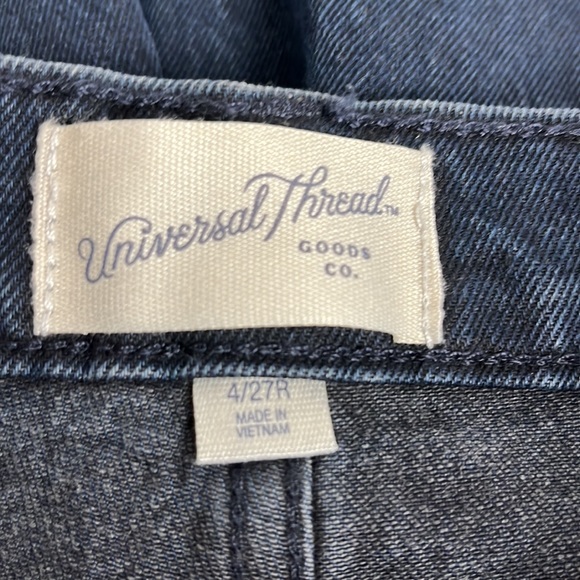 Universal Thread™
GOODS
CO.
4/27R
MADE IN
VIETNAM